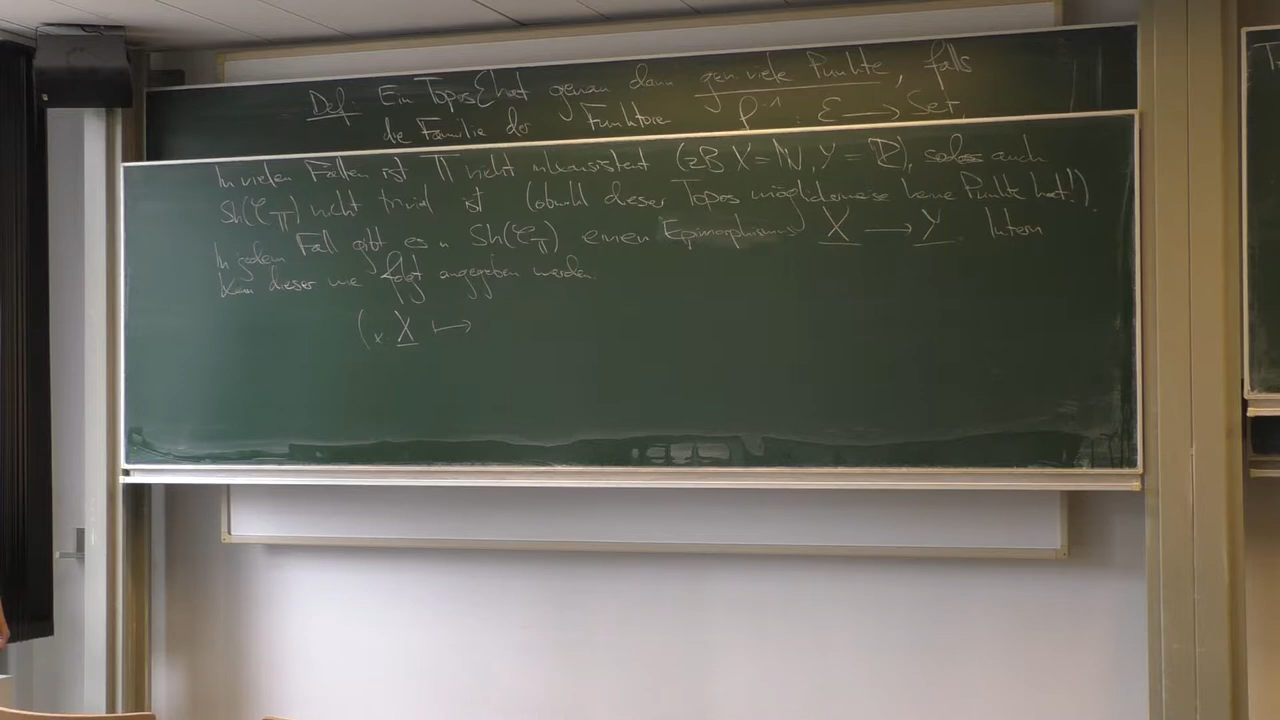 Def: Ein Topos ℰ hat genau dann gen. viele Punkte, falls
die Familie der Funktoren f⁻¹ : ℰ → Set,
In vielen Fällen ist 𝕋 nicht inkonsistent (zB X = ℕ, Y = ℝ), sodass auch
Sh(𝒞_𝕋) nicht trivial ist (obwohl dieser Topos möglicherweise keine Punkte hat!).
In jedem Fall gibt es in Sh(𝒞_𝕋) einen Epimorphismus X → Y Intern
kann dieser wie folgt angegeben werden:
(x: X ↦